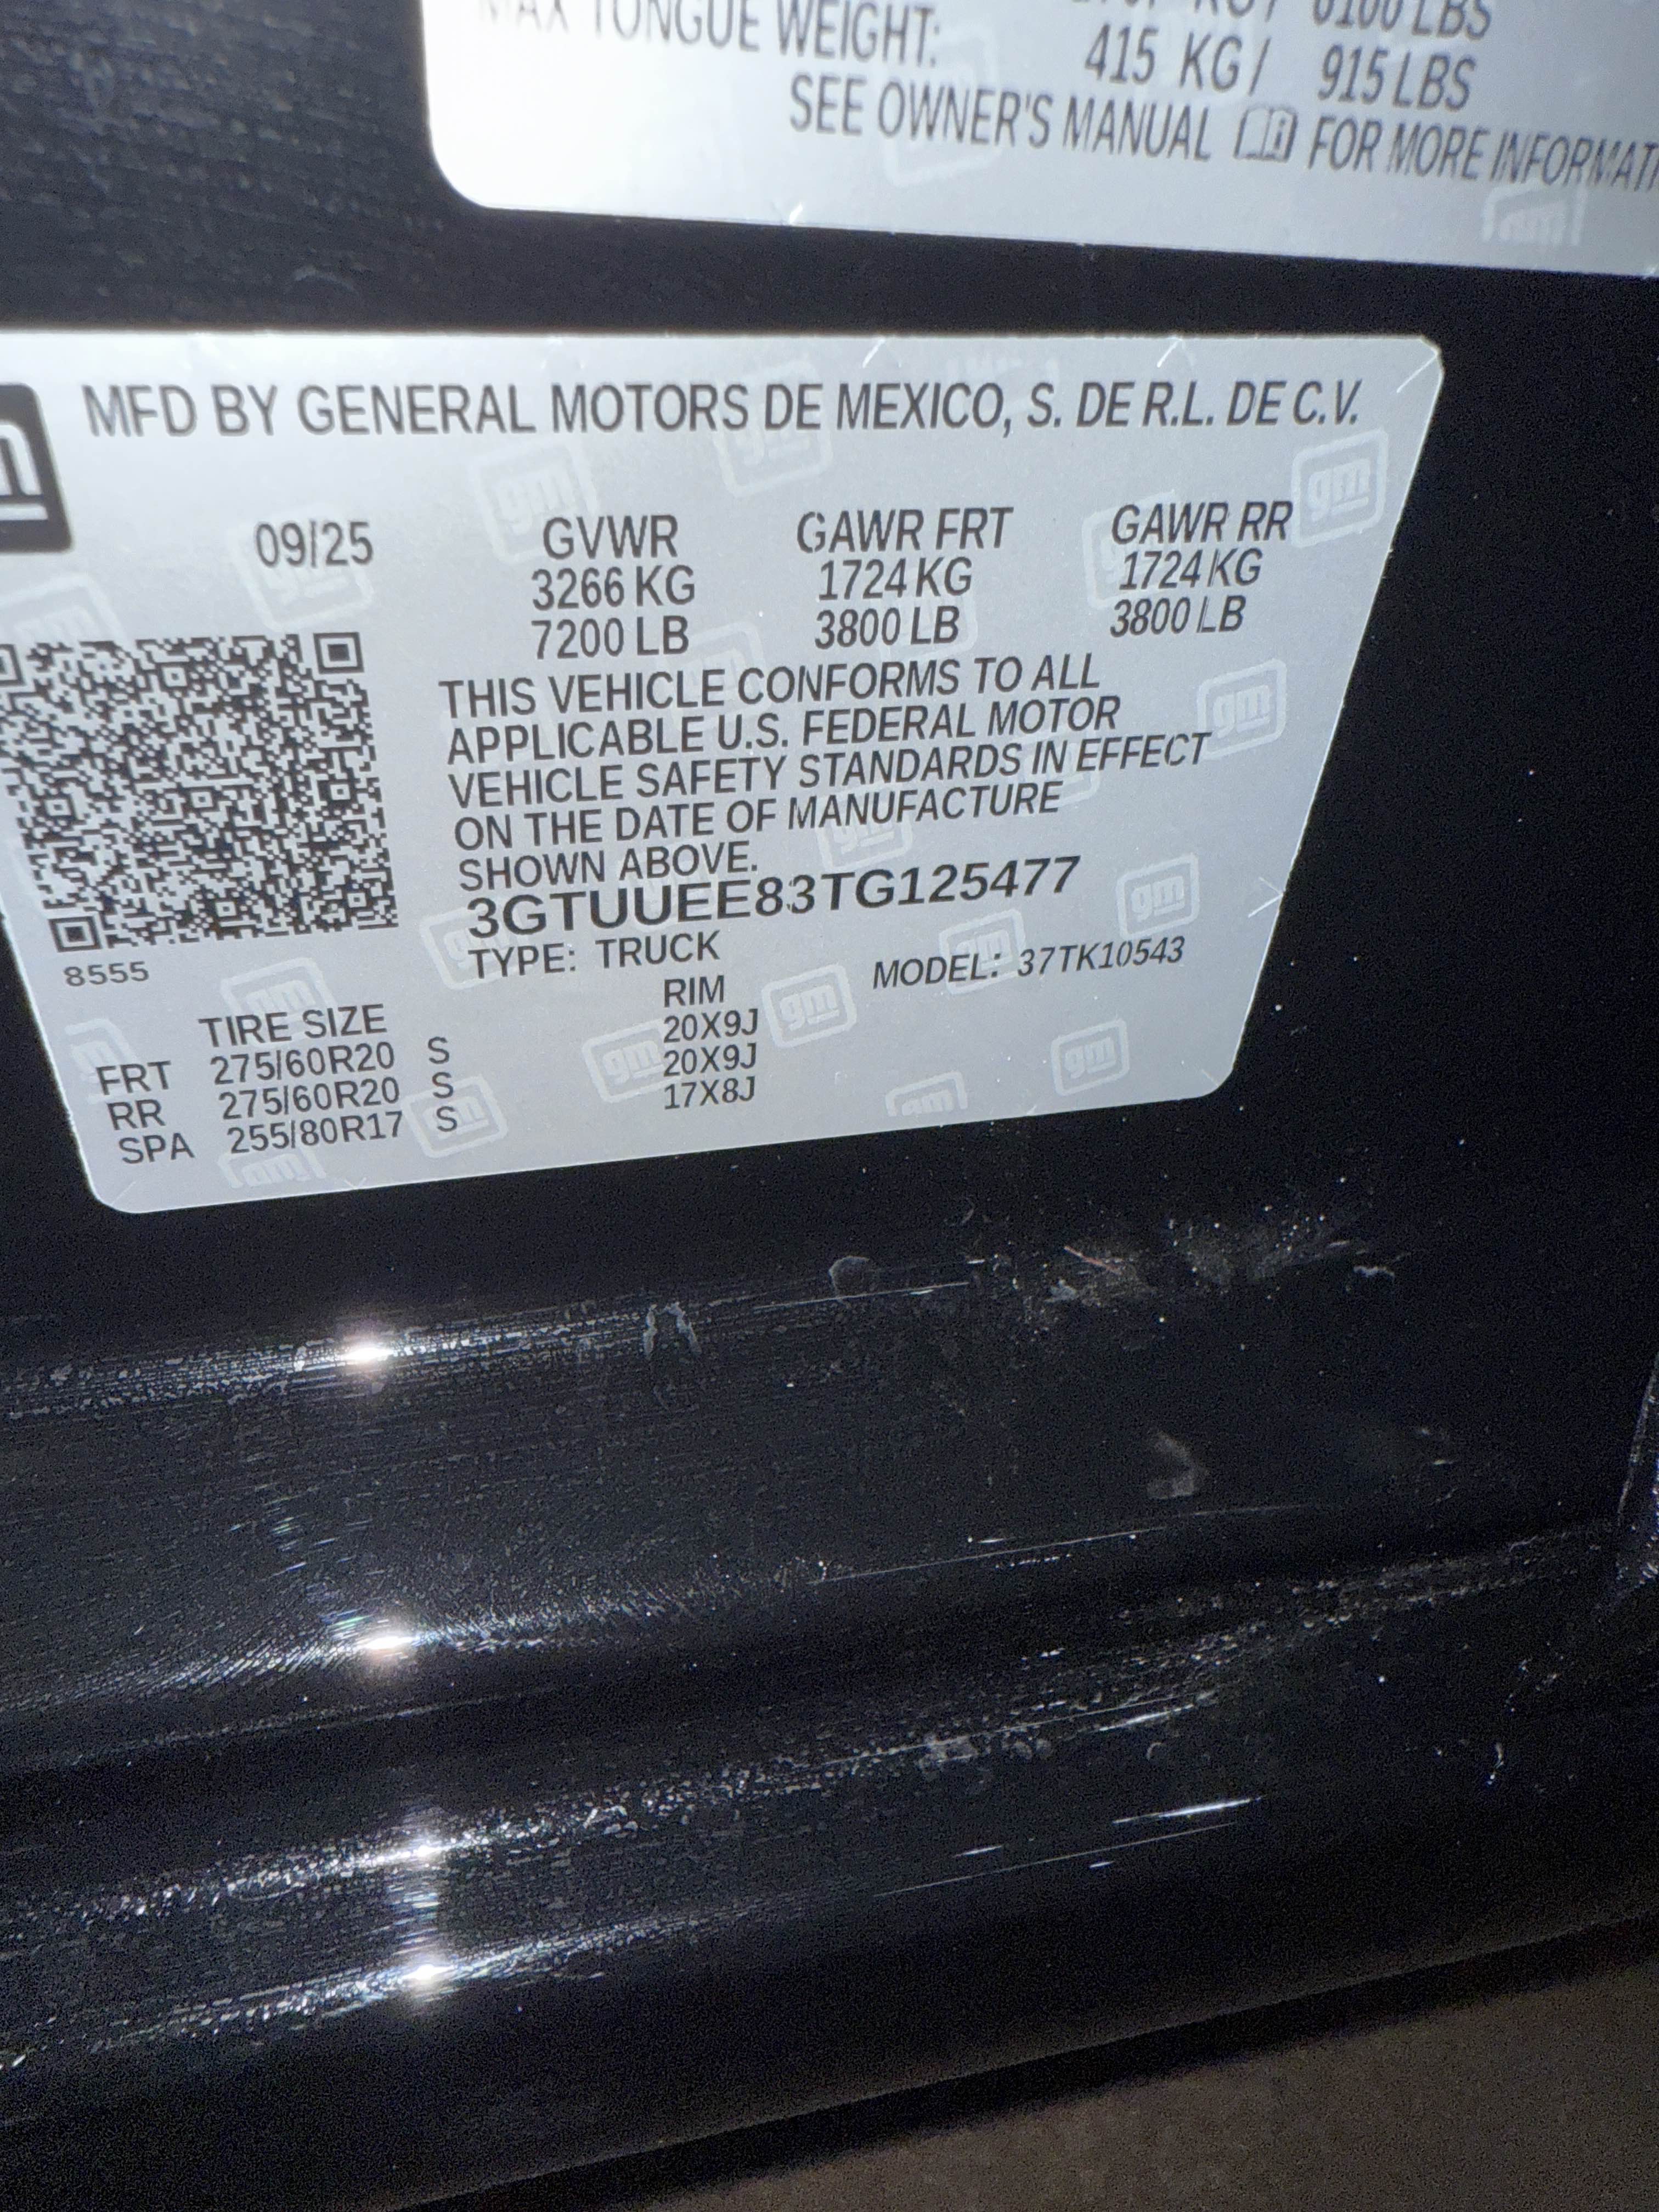 MAX TONGUE WEIGHT: 415 KG / 915 LBS
SEE OWNER'S MANUAL FOR MORE
MFD BY GENERAL MOTORS DE MEXICO, S. DE R.L. DE C.V.
09/25 GVWR GAWR FRT GAWR RR
3266 KG 1724 KG 1724 KG
7200 LB 3800 LB 3800 LB
THIS VEHICLE CONFORMS TO ALL
APPLICABLE U.S. FEDERAL MOTOR
VEHICLE SAFETY STANDARDS IN EFFECT
ON THE DATE OF MANUFACTURE
SHOWN ABOVE.
3GTUUEE83TG125477
8555
TYPE: TRUCK MODEL: 37TK10543
TIRE SIZE RIM
FRT 275/60R20 S 20X9J
RR 275/60R20 S 20X9J
SPA 255/80R17 S 17X8J
gm